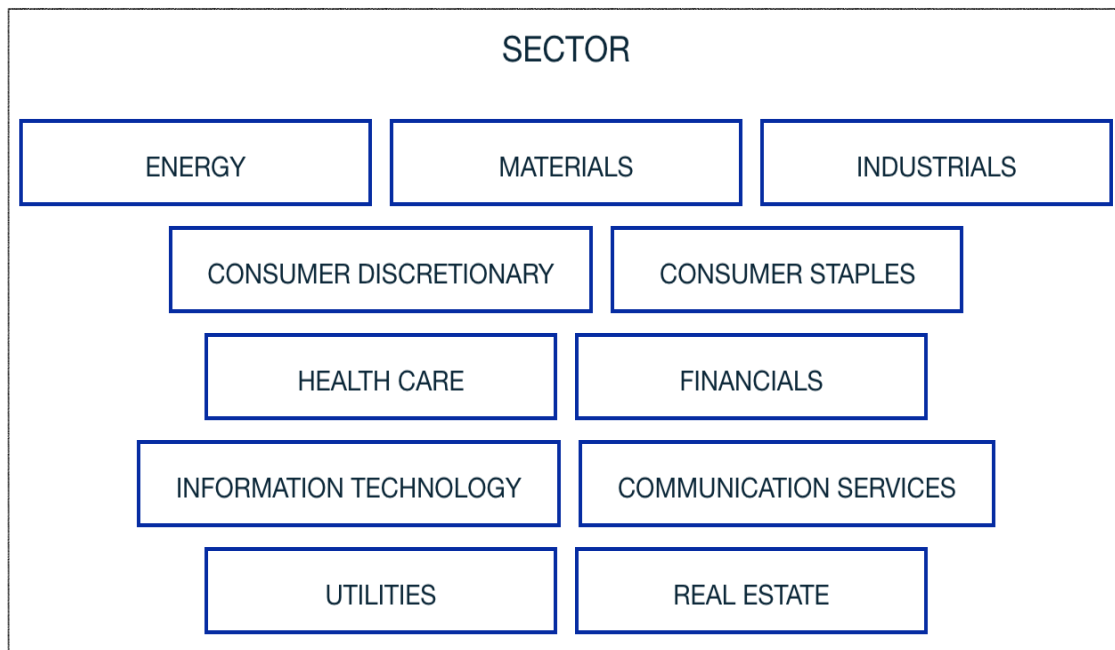 SECTOR
ENERGY
MATERIALS
INDUSTRIALS
CONSUMER DISCRETIONARY
CONSUMER STAPLES
HEALTH CARE
FINANCIALS
INFORMATION TECHNOLOGY
COMMUNICATION SERVICES
UTILITIES
REAL ESTATE